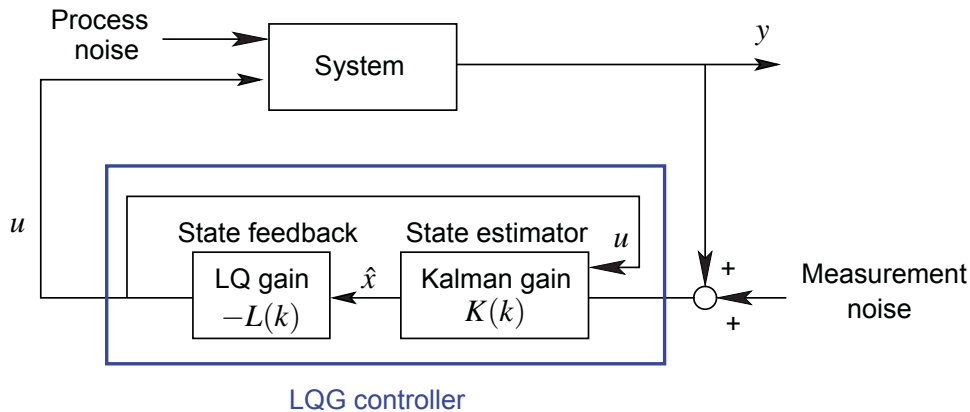 Process
noise
System
y
u
State feedback
State estimator
u
LQ gain
−L(k)
x̂
Kalman gain
K(k)
+
+
Measurement
noise
LQG controller